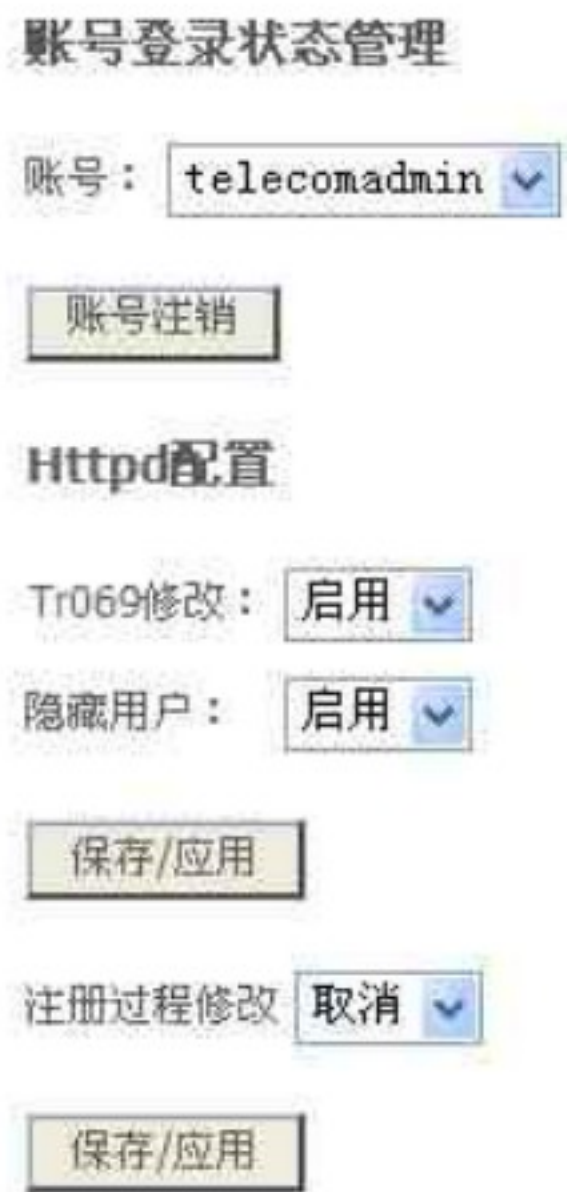 账号登录状态管理
账号： telecomadmin
账号注销
Httpd配置
Tr069修改： 启用
隐藏用户： 启用
保存/应用
注册过程修改 取消
保存/应用